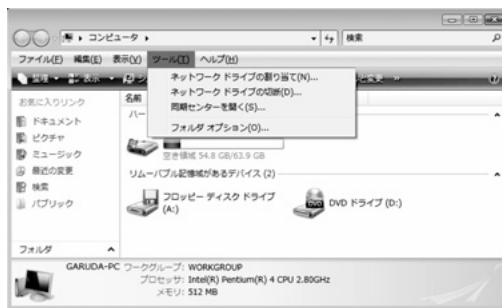 コンピュータ
検索
ファイル(F) 編集(E) 表示(V) ツール(T) ヘルプ(H)
整理 表示
ネットワーク ドライブの割り当て(N)...
ネットワーク ドライブの切断(D)...
同期センターを開く(S)...
フォルダ オプション(O)...
お気に入りリンク
ドキュメント
ピクチャ
ミュージック
最近の変更
検索
パブリック
フォルダ
名前
空き領域 54.8 GB/63.9 GB
リムーバブル記憶域があるデバイス (2)
フロッピー ディスク ドライブ
(A:)
DVD ドライブ (D:)
GARUDA-PC ワークグループ: WORKGROUP
プロセッサ: Intel(R) Pentium(R) 4 CPU 2.80GHz
メモリ: 512 MB